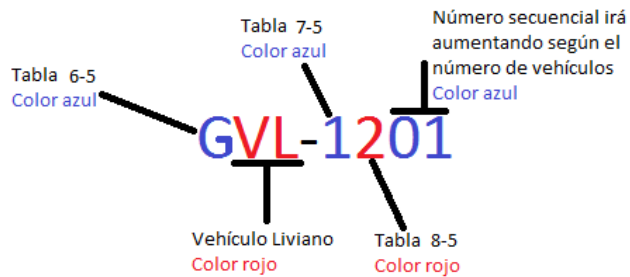 Número secuencial irá
aumentando según el
número de vehículos
Color azul
Tabla 7-5
Color azul
Tabla 6-5
Color azul
GVL-1201
Vehículo Liviano
Color rojo
Tabla 8-5
Color rojo